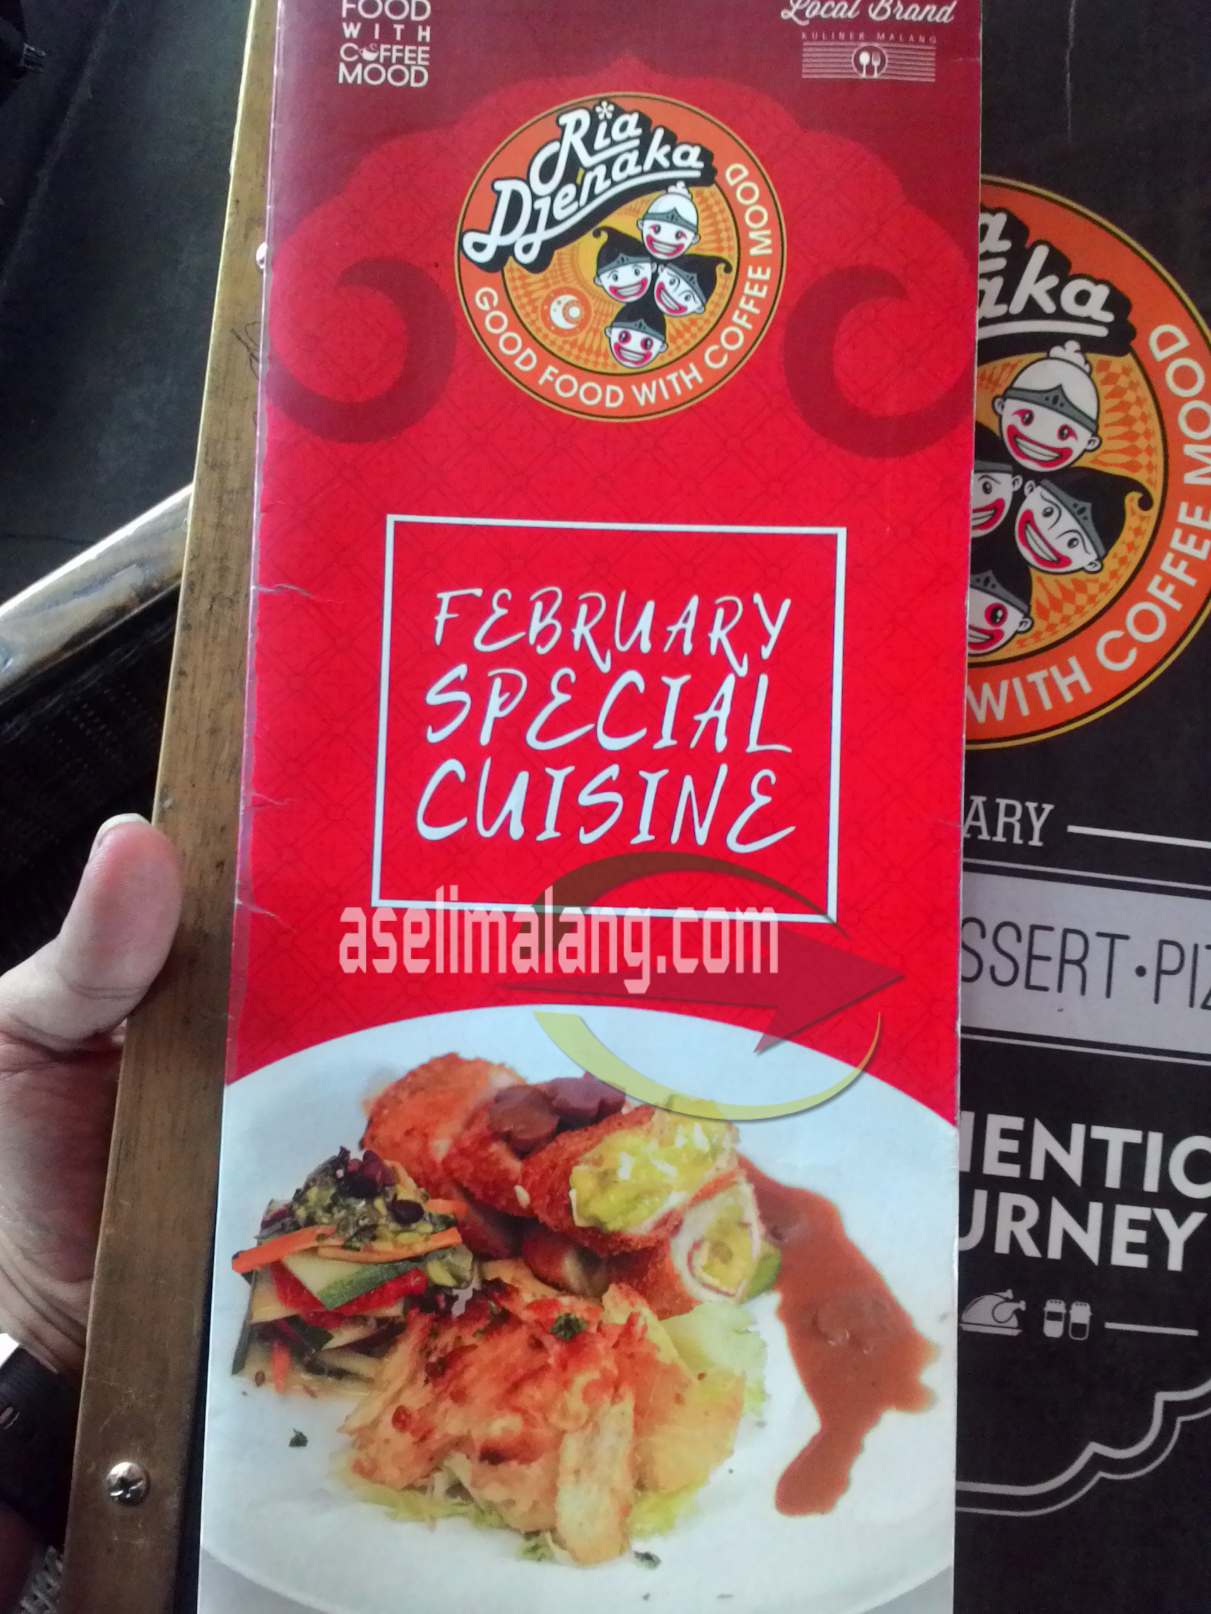 FOOD
WITH
COFFEE
MOOD
Local Brand
KULINER MALANG
Ria
Djenaka
GOOD FOOD WITH COFFEE MOOD
FEBRUARY
SPECIAL
CUISINE
aselimalang.com
a
aka
WITH COFFEE MOOD
ARY
SSERT • PIZ
HENTIC
URNEY